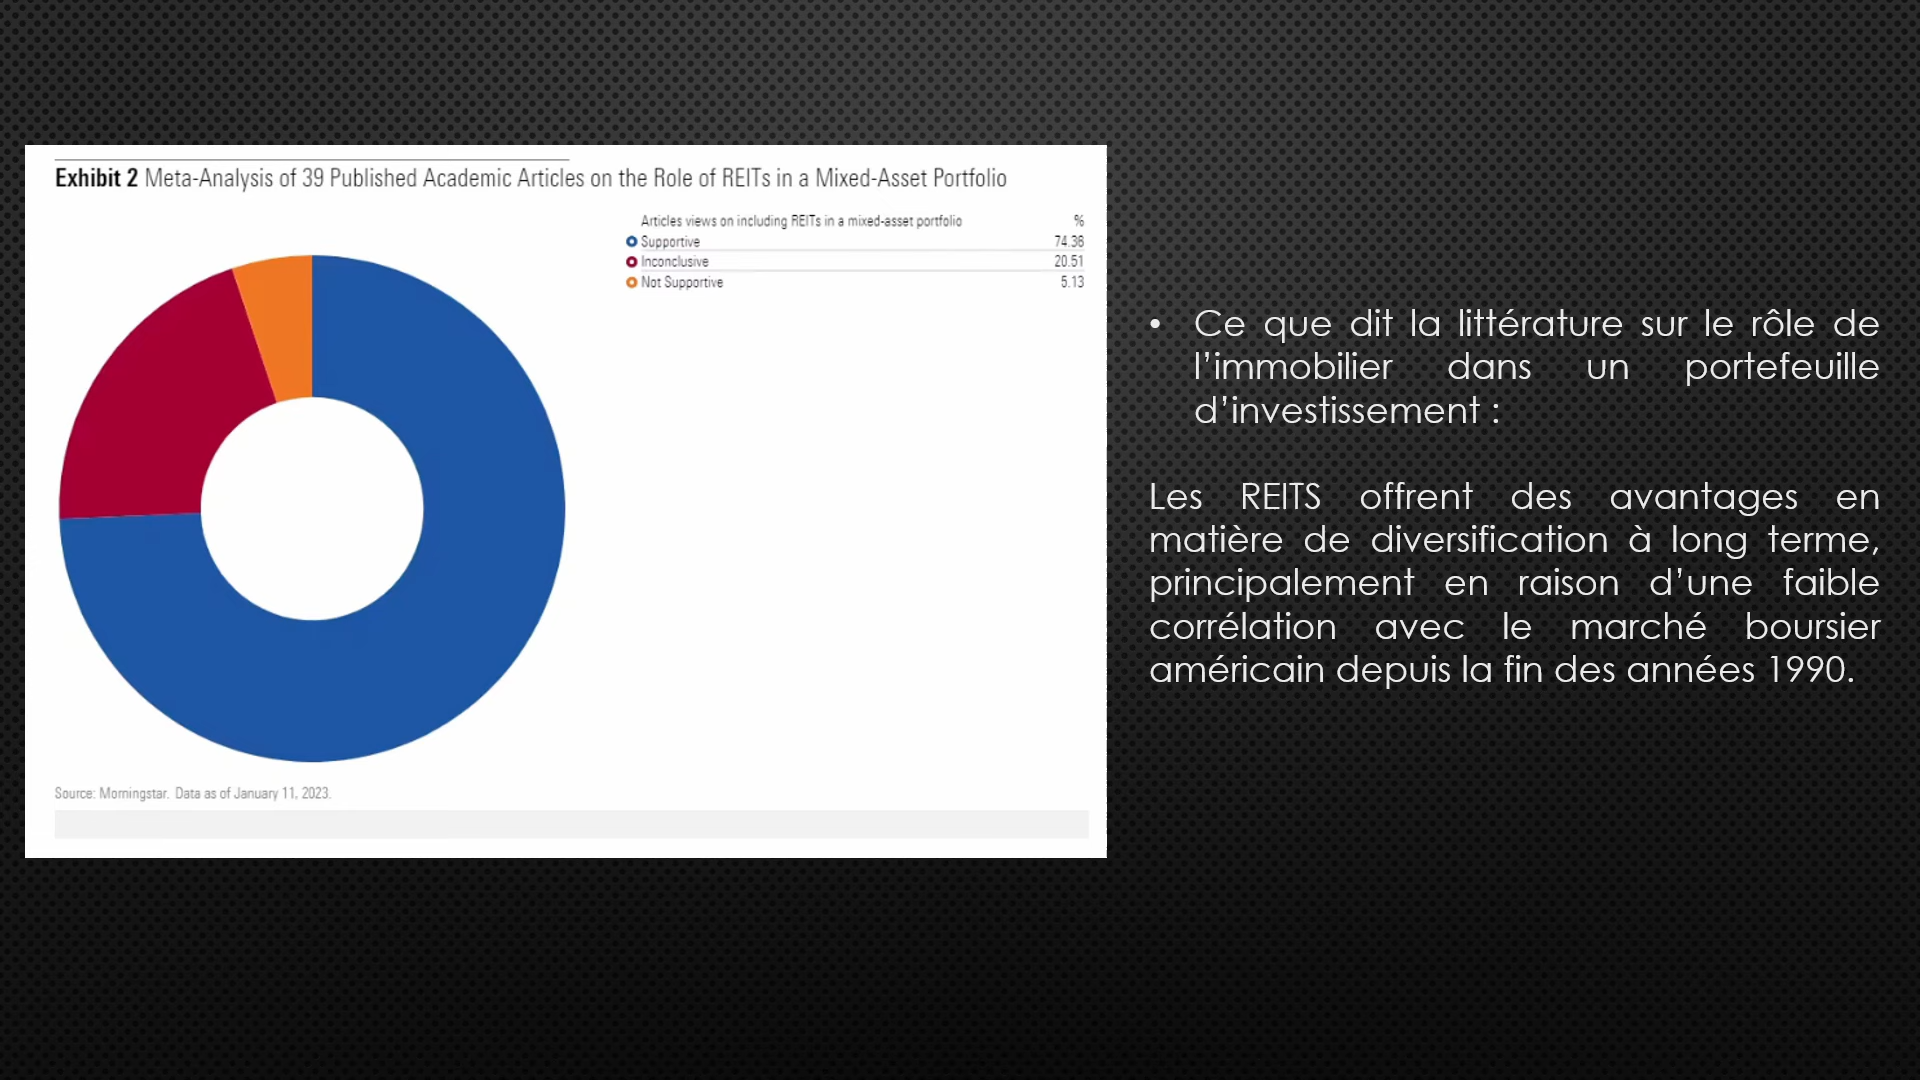 Exhibit 2 Meta-Analysis of 39 Published Academic Articles on the Role of REITs in a Mixed-Asset Portfolio
Articles views on including REITs in a mixed-asset portfolio %
Supportive 74.36
Inconclusive 20.51
Not Supportive 5.13
Source: Morningstar. Data as of January 11, 2023.
• Ce que dit la littérature sur le rôle de
l’immobilier dans un portefeuille
d’investissement :
Les REITS offrent des avantages en
matière de diversification à long terme,
principalement en raison d’une faible
corrélation avec le marché boursier
américain depuis la fin des années 1990.